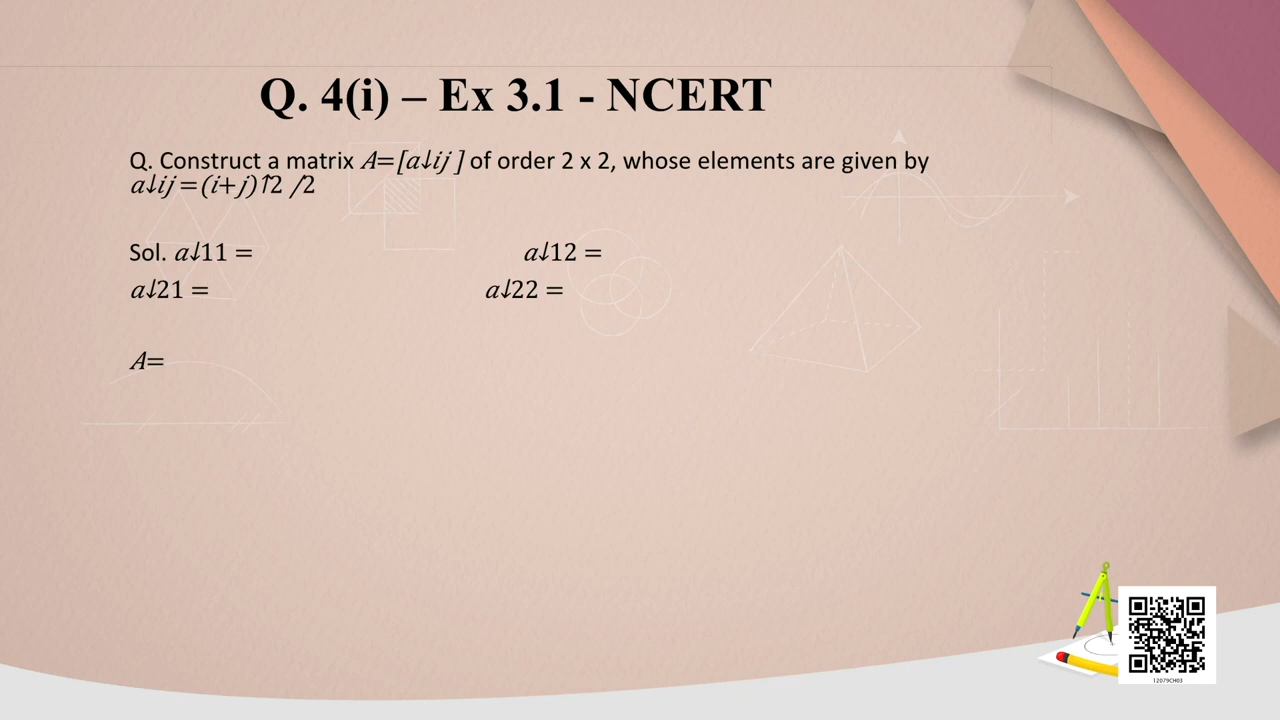 Q. 4(i) – Ex 3.1 - NCERT
Q. Construct a matrix A=[a↓ij ] of order 2 x 2, whose elements are given by
a↓ij =(i+j)↑2 /2
Sol. a↓11 = a↓12 =
a↓21 = a↓22 =
A=
12079CH03